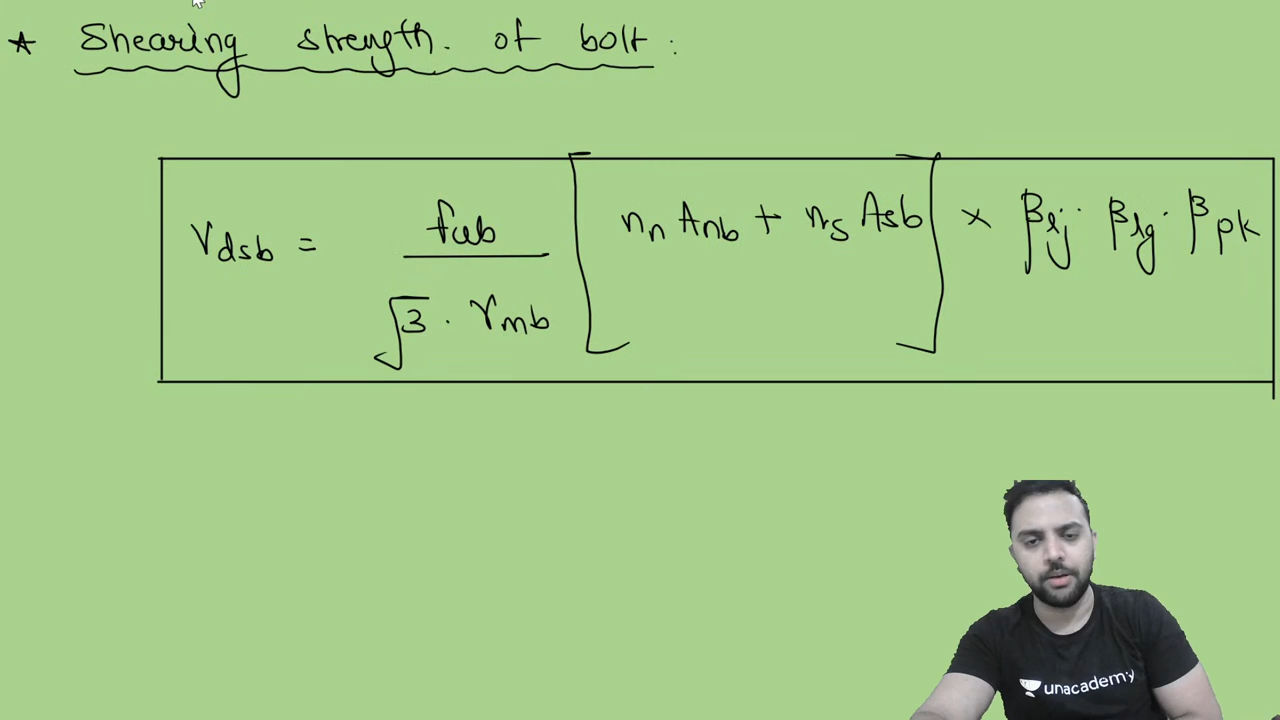 ★ Shearing strength. of bolt :
Vdsb = fub / √3 · γmb [ nn Anb + ns Asb ] × βlj · βlg · βpk
unacademy